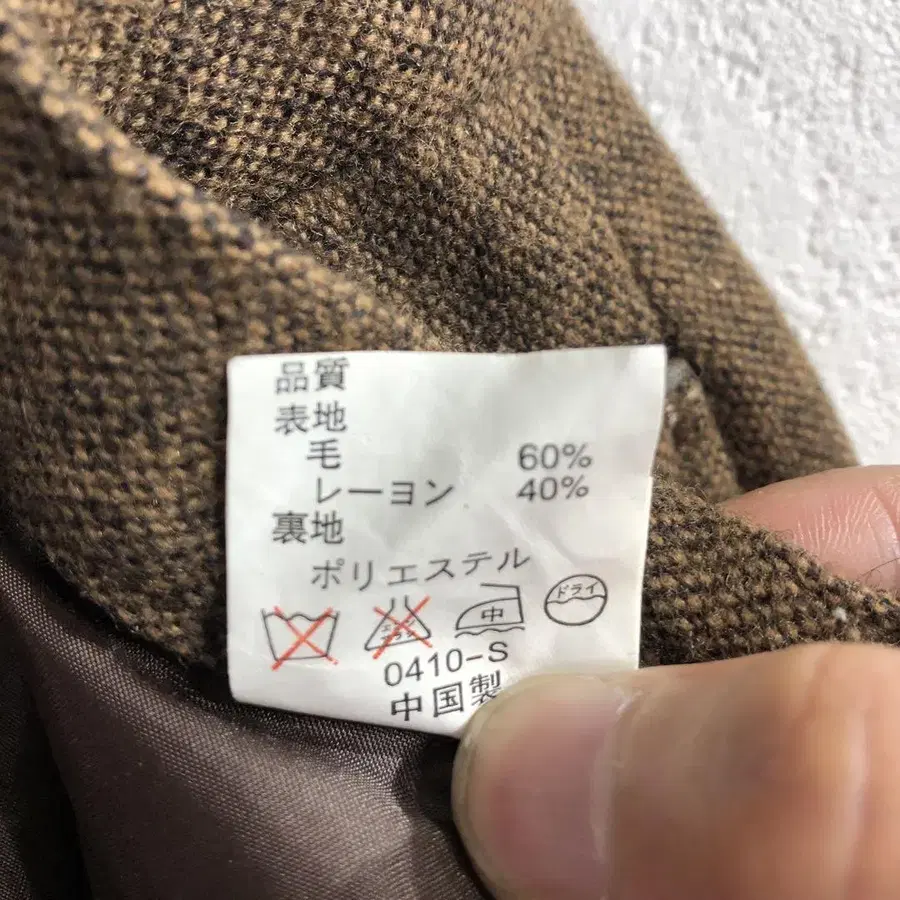 品質
表地
毛 60%
レーヨン 40%
裏地
ポリエステル
中
ドライ
0410-S
中国製